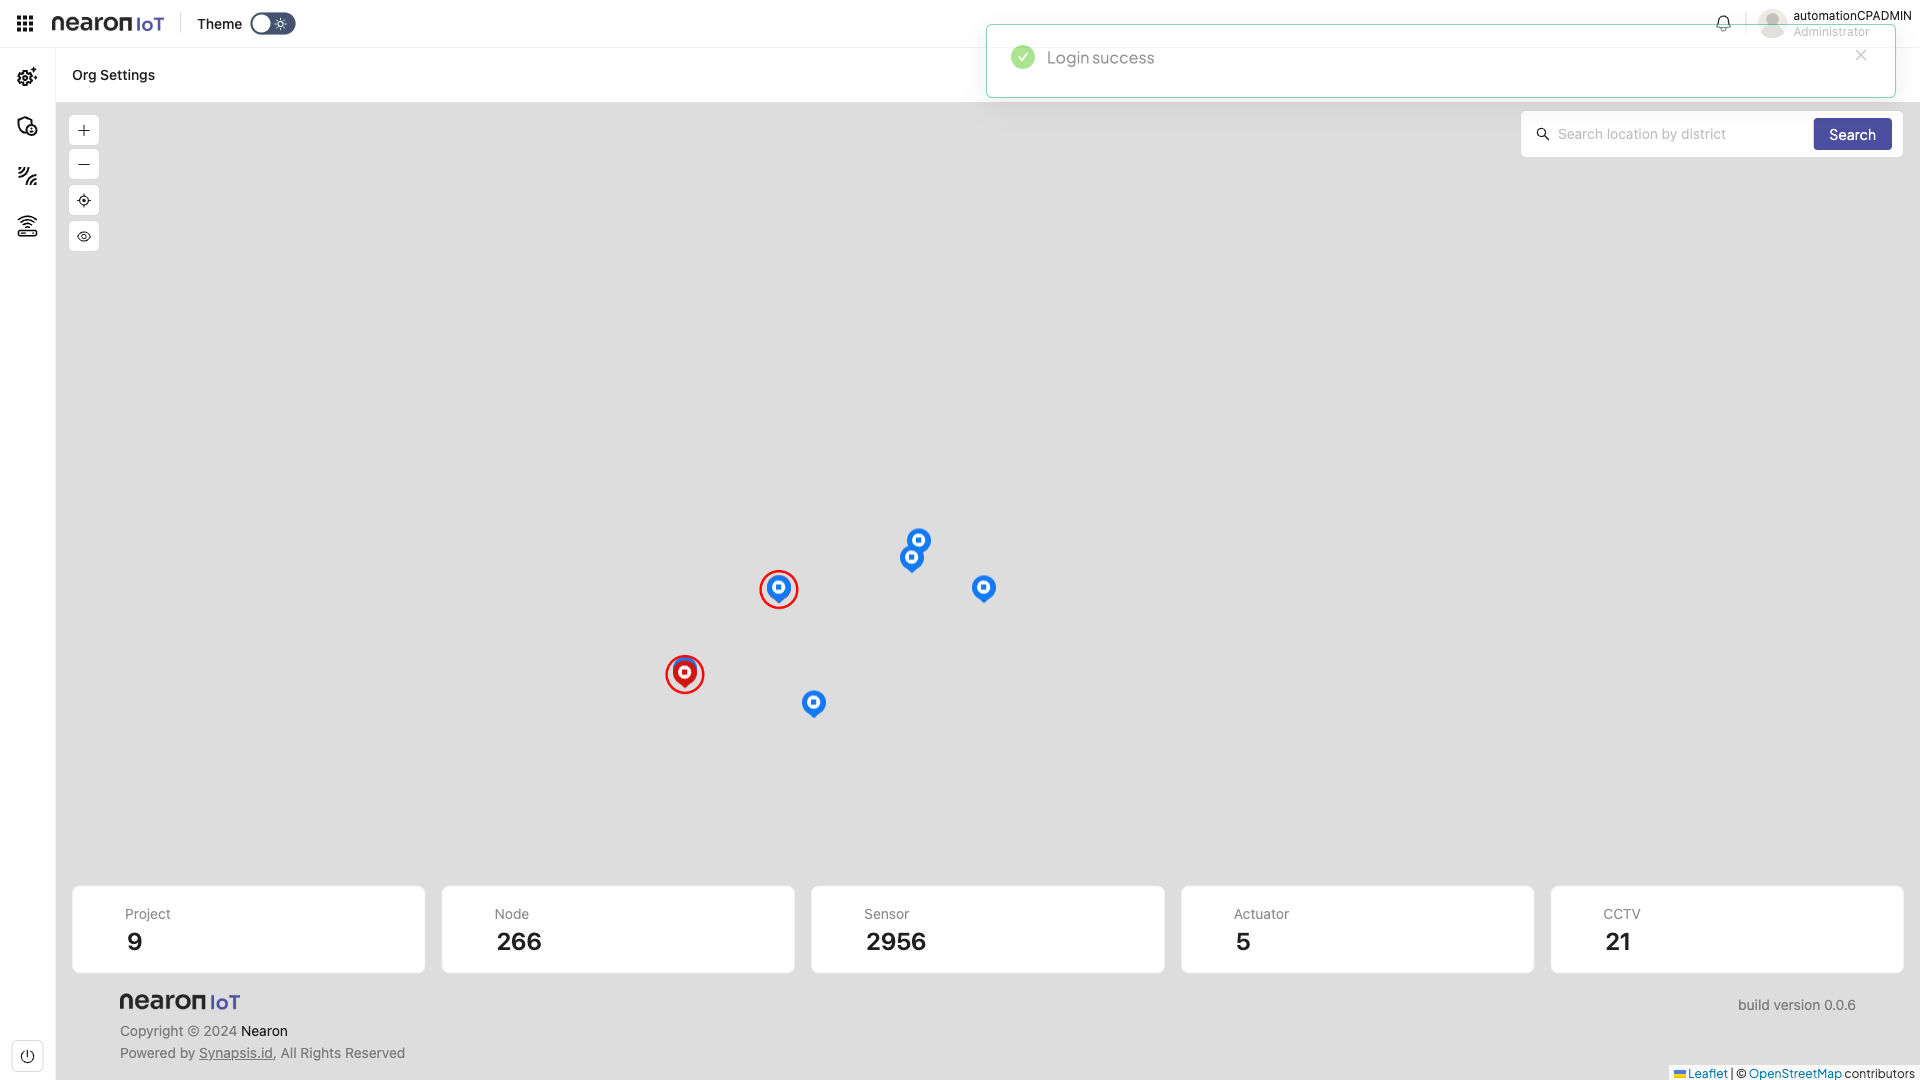 nearon IoT
Theme
automationCPADMIN
Administrator
Login success
Org Settings
Search location by district
Search
Project
9
Node
266
Sensor
2956
Actuator
5
CCTV
21
nearon IoT
build version 0.0.6
Copyright © 2024 Nearon
Powered by Synapsis.id, All Rights Reserved
Leaflet | © OpenStreetMap contributors